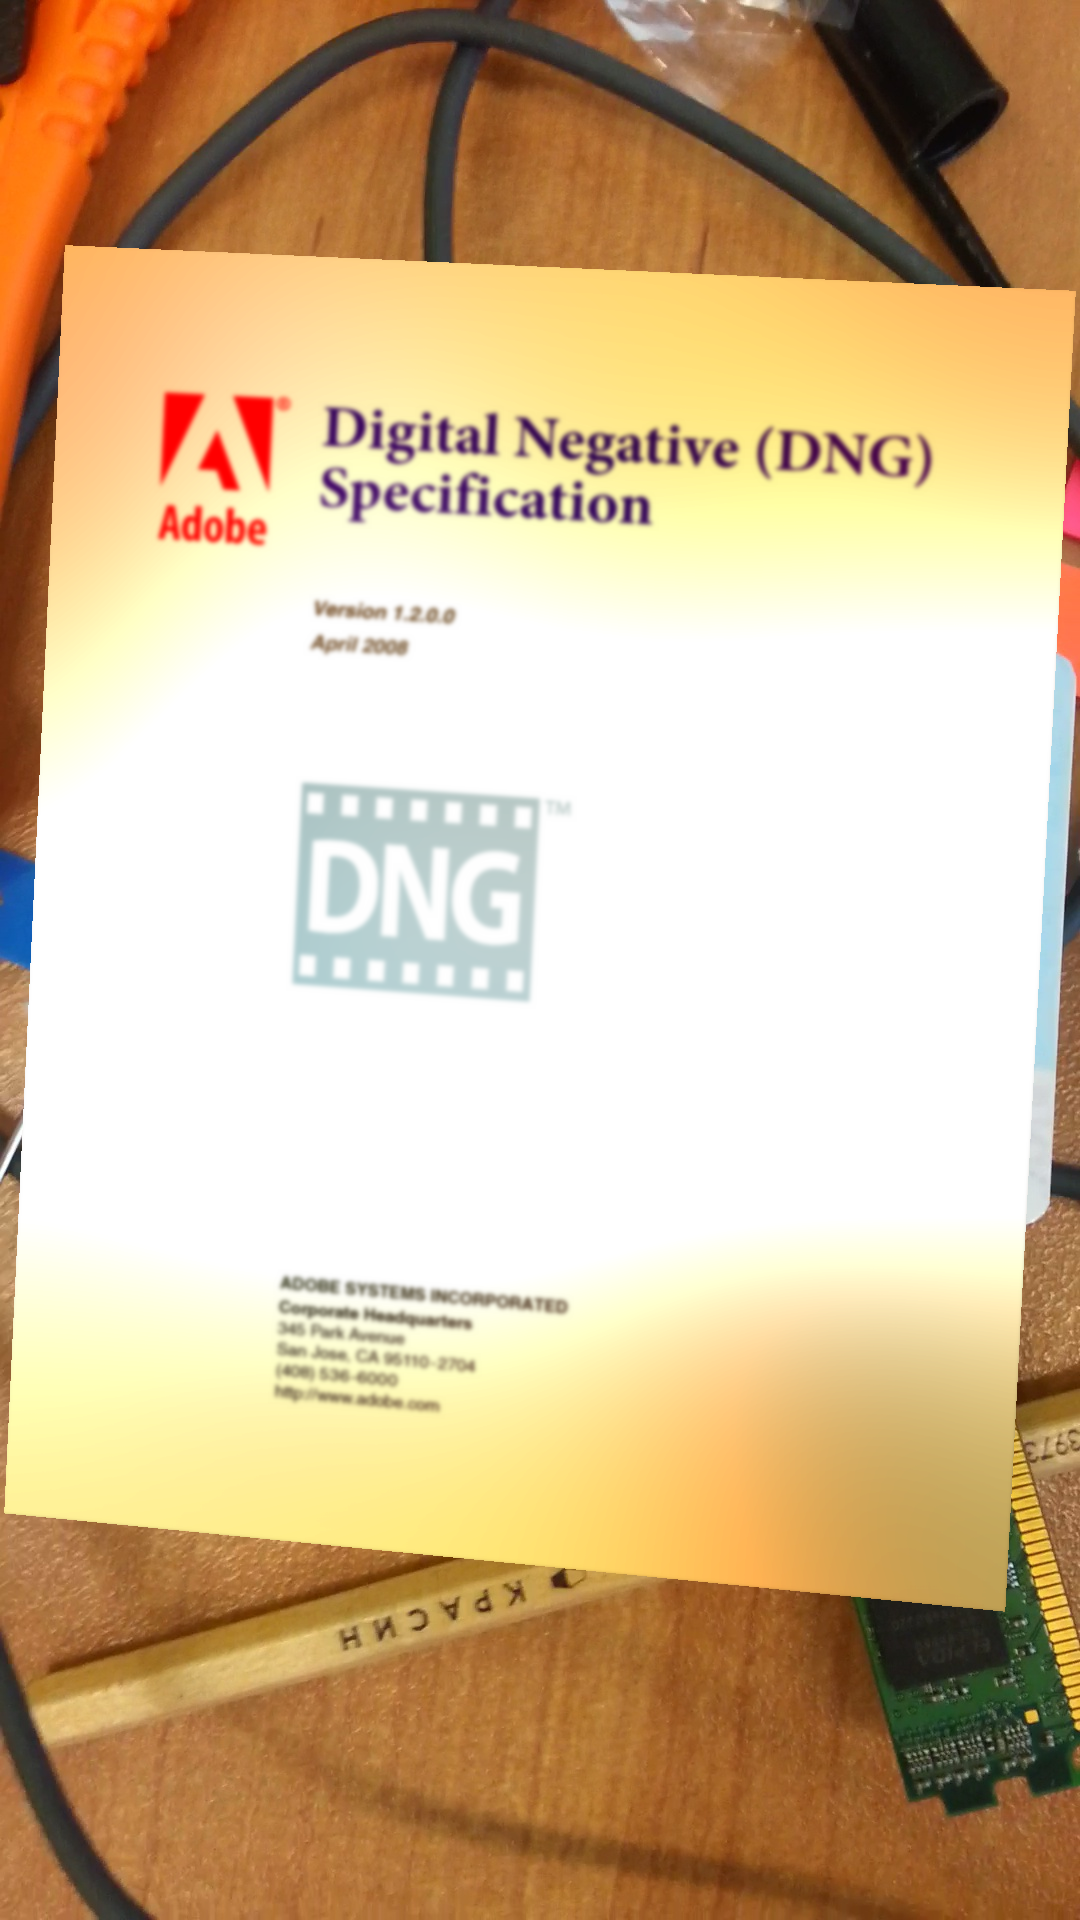 Adobe®
Digital Negative (DNG)
Specification
Version 1.2.0.0
April 2008
DNG™
ADOBE SYSTEMS INCORPORATED
Corporate Headquarters
345 Park Avenue
San Jose, CA 95110-2704
(408) 536-6000
http://www.adobe.com
3973
КРАСИН